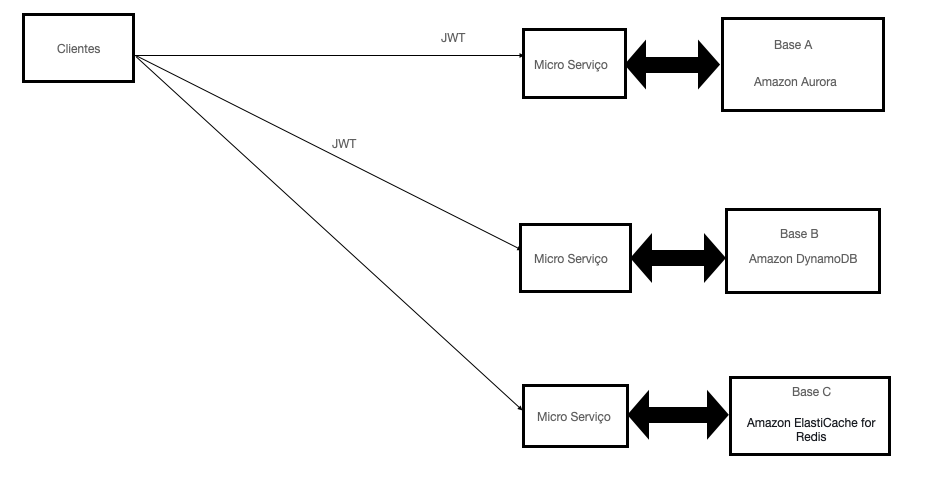 Clientes
JWT
Micro Serviço
Base A
Amazon Aurora
JWT
Micro Serviço
Base B
Amazon DynamoDB
Micro Serviço
Base C
Amazon ElastiCache for
Redis